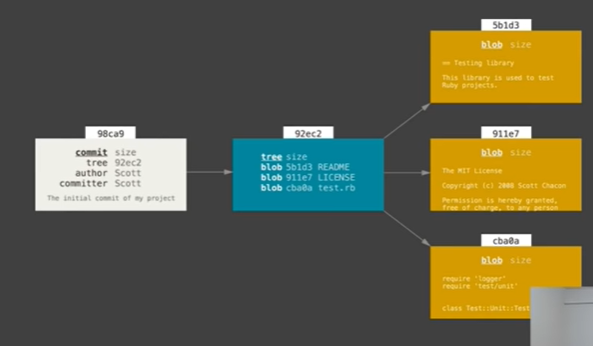 98ca9
commit size
tree 92ec2
author Scott
committer Scott
The initial commit of my project
92ec2
tree size
blob 5b1d3 README
blob 911e7 LICENSE
blob cba0a test.rb
5b1d3
blob size
== Testing library
This library is used to test
Ruby projects.
911e7
blob size
The MIT License
Copyright (c) 2008 Scott Chacon
Permission is hereby granted,
free of charge, to any person
cba0a
blob size
require 'logger'
require 'test/unit'
class Test::Unit::Test